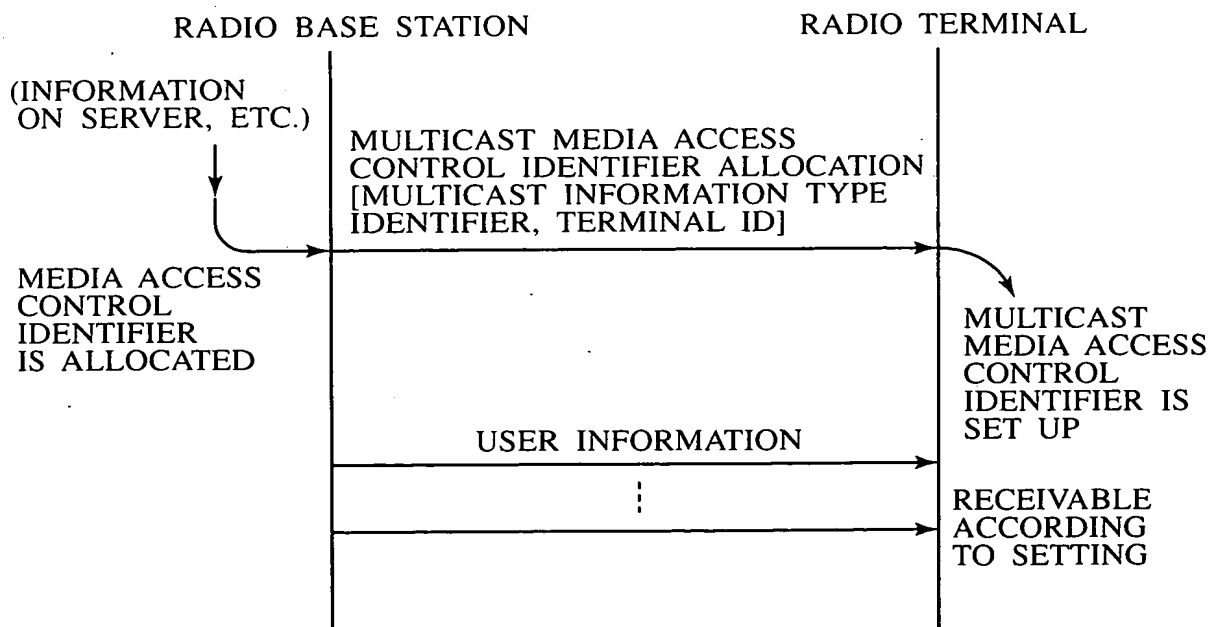 RADIO BASE STATION
RADIO TERMINAL
(INFORMATION
ON SERVER, ETC.)
MULTICAST MEDIA ACCESS
CONTROL IDENTIFIER ALLOCATION
[MULTICAST INFORMATION TYPE
IDENTIFIER, TERMINAL ID]
MEDIA ACCESS
CONTROL
IDENTIFIER
IS ALLOCATED
MULTICAST
MEDIA ACCESS
CONTROL
IDENTIFIER IS
SET UP
USER INFORMATION
RECEIVABLE
ACCORDING
TO SETTING